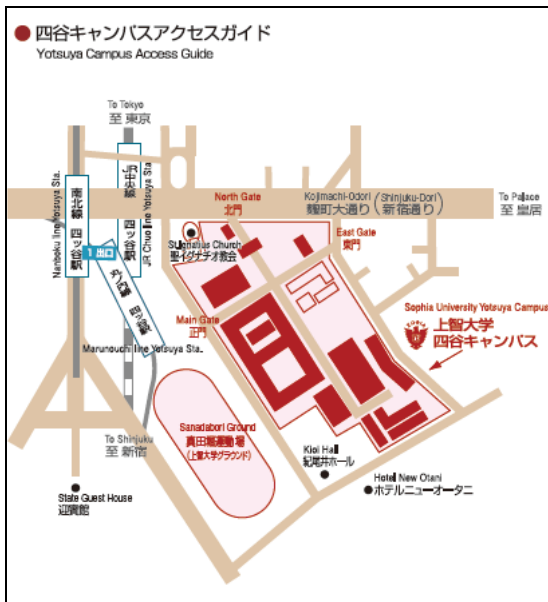 四谷キャンパスアクセスガイド
Yotsuya Campus Access Guide
To Tokyo
至 東京
Nanboku line Yotsuya Sta.
南北線 四ッ谷駅
JR中央線 四ッ谷駅
JR Chuo line Yotsuya Sta.
North Gate
北門
Kojimachi-Odori (Shinjuku-Dori)
麹町大通り(新宿通り)
To Palace
至 皇居
St.Ignatius Church
聖イグナチオ教会
East Gate
東門
1 出口
丸ノ内線 四ッ谷駅
Marunouchi line Yotsuya Sta.
Main Gate
正門
Sophia University Yotsuya Campus
上智大学
四谷キャンパス
Sanadabori Ground
真田堀運動場
(上智大学グラウンド)
To Shinjuku
至 新宿
Kioi Hall
紀尾井ホール
Hotel New Otani
ホテルニューオータニ
State Guest House
迎賓館